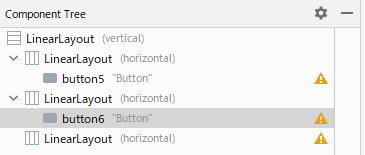 Component Tree
LinearLayout (vertical)
LinearLayout (horizontal)
button5 "Button"
LinearLayout (horizontal)
button6 "Button"
LinearLayout (horizontal)